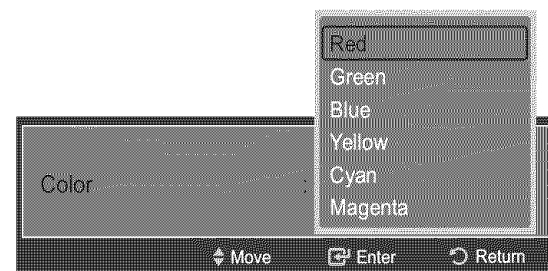 Red
Green
Blue
Yellow
Color : Cyan
Magenta
Move Enter Return